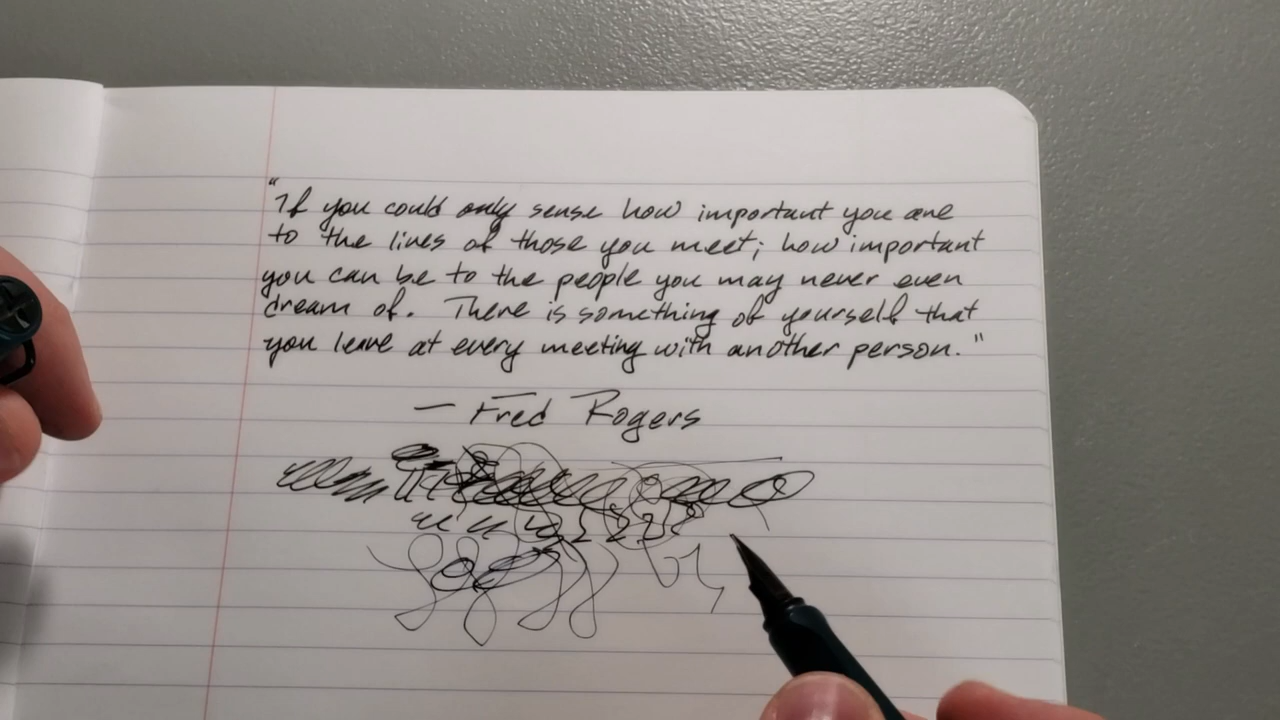 "If you could only sense how important you are
to the lives of those you meet; how important
you can be to the people you may never even
dream of. There is something of yourself that
you leave at every meeting with another person."
— Fred Rogers